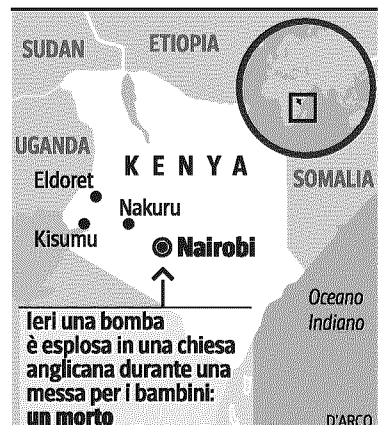 SUDAN
ETIOPIA
UGANDA
KENYA
SOMALIA
Eldoret
Nakuru
Kisumu
Nairobi
Oceano
Indiano
Ieri una bomba
è esplosa in una chiesa
anglicana durante una
messa per i bambini:
un morto
D'ARCO